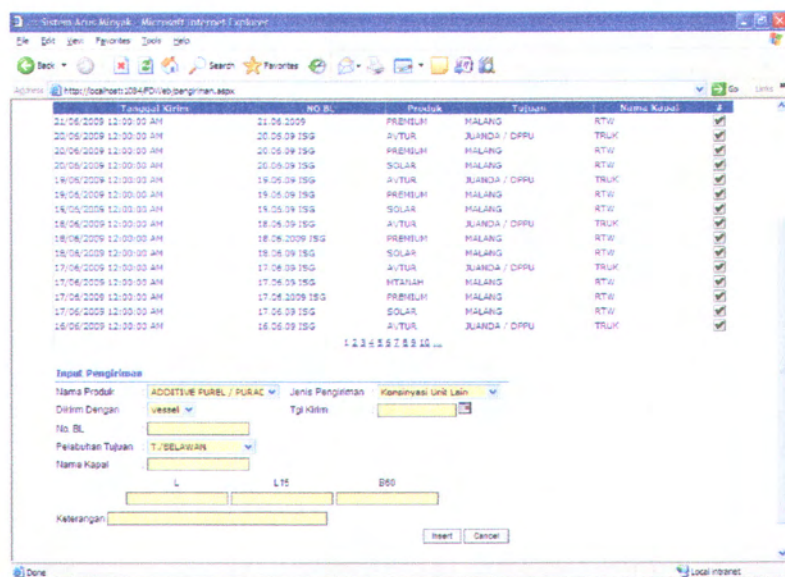 .:: Sistem Arus Minyak - Microsoft Internet Explorer
File Edit View Favorites Tools Help
Back Search Favorites
Address http://localhost:1084/PDWeb/pengiriman.aspx Go Links
Tanggal Kirim NO BL Produk Tujuan Nama Kapal #
21/06/2009 12:00:00 AM 21.06.2009 PREMIUM MALANG RTW
20/06/2009 12:00:00 AM 20.06.09 ISG AVTUR JUANDA / DPPU TRUK
20/06/2009 12:00:00 AM 20.06.09 ISG PREMIUM MALANG RTW
20/06/2009 12:00:00 AM 20.06.09 ISG SOLAR MALANG RTW
19/06/2009 12:00:00 AM 19.06.09 ISG AVTUR JUANDA / DPPU TRUK
19/06/2009 12:00:00 AM 19.06.09 ISG PREMIUM MALANG RTW
19/06/2009 12:00:00 AM 19.06.09 ISG SOLAR MALANG RTW
18/06/2009 12:00:00 AM 18.06.09 ISG AVTUR JUANDA / DPPU TRUK
18/06/2009 12:00:00 AM 18.06.2009 ISG PREMIUM MALANG RTW
18/06/2009 12:00:00 AM 18.06.09 ISG SOLAR MALANG RTW
17/06/2009 12:00:00 AM 17.06.09 ISG AVTUR JUANDA / DPPU TRUK
17/06/2009 12:00:00 AM 17.06.09 ISG MTANAH MALANG RTW
17/06/2009 12:00:00 AM 17.06.2009 ISG PREMIUM MALANG RTW
17/06/2009 12:00:00 AM 17.06.09 ISG SOLAR MALANG RTW
16/06/2009 12:00:00 AM 16.06.09 ISG AVTUR JUANDA / DPPU TRUK
1 2 3 4 5 6 7 8 9 10 ...
Input Pengiriman
Nama Produk : ADDITIVE PUREL / PURAC Jenis Pengiriman : Konsinyasi Unit Lain
Dikirim Dengan : vessel Tgl Kirim :
No. BL :
Pelabuhan Tujuan : T./BELAWAN
Nama Kapal :
L L15 B60
Keterangan
Insert Cancel
Done Local intranet